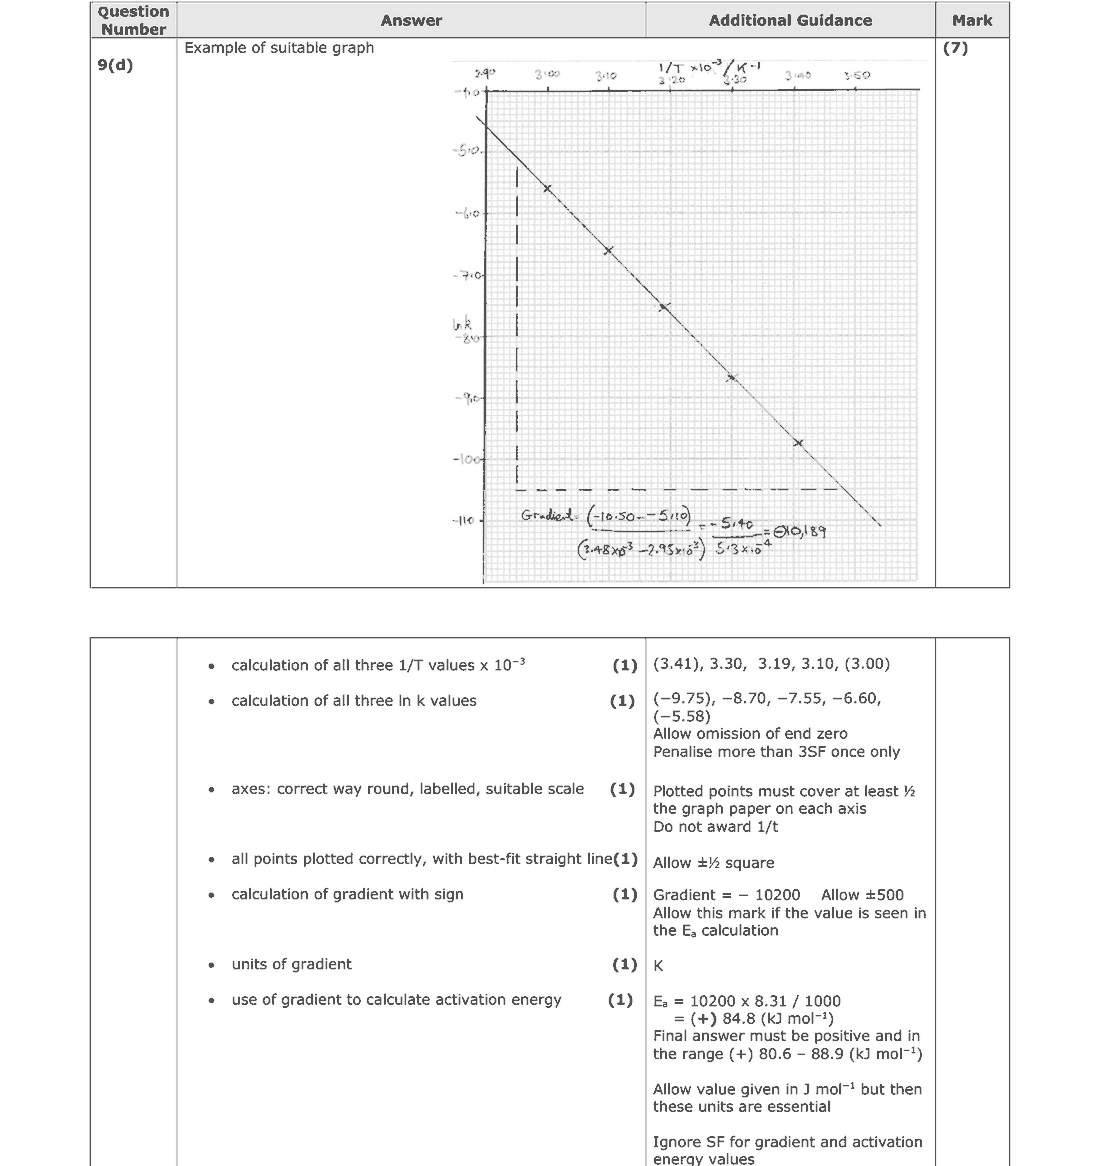 Question Number Answer Additional Guidance Mark
9(d) Example of suitable graph (7)
1/T ×10⁻³/K⁻¹
2.90 3.00 3.10 3.20 3.30 3.40 3.50
-4.0
-5.0
-6.0
-7.0
ln k
-8.0
-9.0
-10.0
-11.0
Gradient = (-10.50 - -5.10) = -5.40 = -10,189
(3.48×10⁻³ - 2.95×10⁻³) 5.3×10⁻⁴
• calculation of all three 1/T values x 10⁻³ (1) (3.41), 3.30, 3.19, 3.10, (3.00)
• calculation of all three ln k values (1) (−9.75), −8.70, −7.55, −6.60,
(−5.58)
Allow omission of end zero
Penalise more than 3SF once only
• axes: correct way round, labelled, suitable scale (1) Plotted points must cover at least ½
the graph paper on each axis
Do not award 1/t
• all points plotted correctly, with best-fit straight line(1) Allow ±½ square
• calculation of gradient with sign (1) Gradient = − 10200 Allow ±500
Allow this mark if the value is seen in
the Eₐ calculation
• units of gradient (1) K
• use of gradient to calculate activation energy (1) Eₐ = 10200 x 8.31 / 1000
= (+) 84.8 (kJ mol⁻¹)
Final answer must be positive and in
the range (+) 80.6 – 88.9 (kJ mol⁻¹)
Allow value given in J mol⁻¹ but then
these units are essential
Ignore SF for gradient and activation
energy values